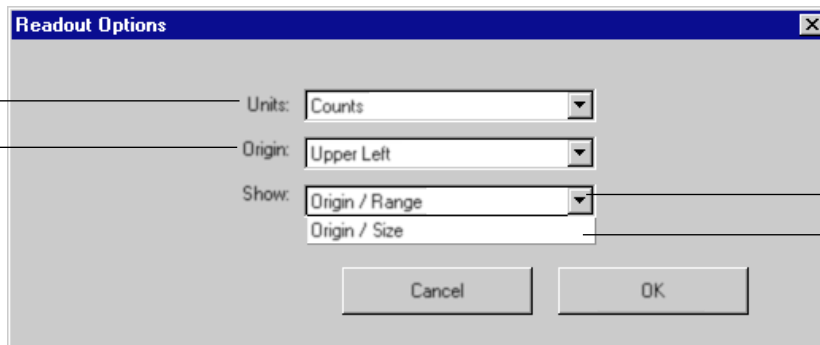 Readout Options
Units: Counts
Origin: Upper Left
Show: Origin / Range
Origin / Size
Cancel OK